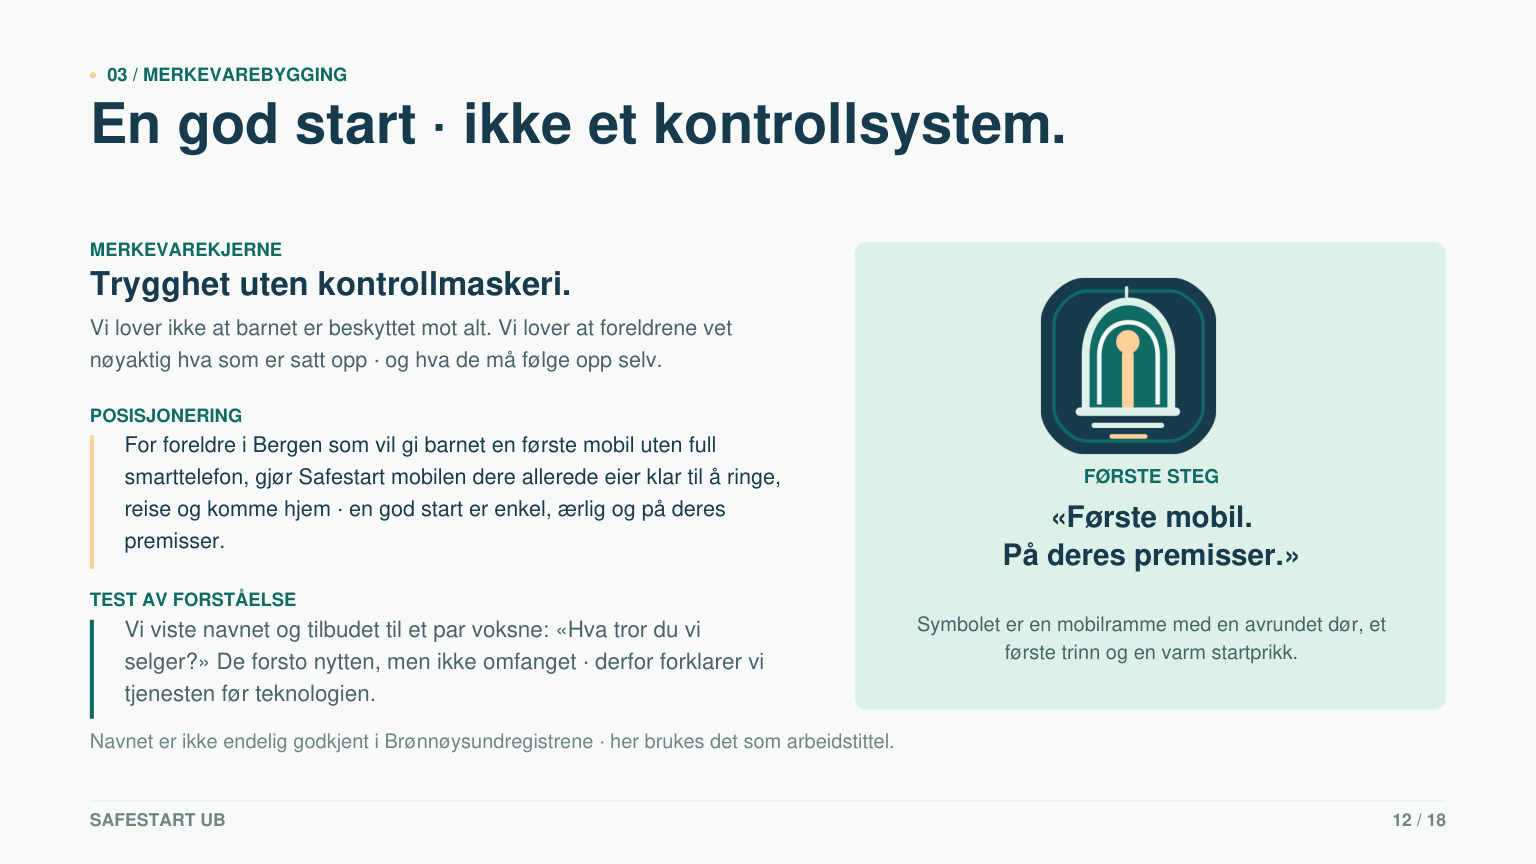 03 / MERKEVAREBYGGING
En god start · ikke et kontrollsystem.
MERKEVAREKJERNE
Trygghet uten kontrollmaskeri.
Vi lover ikke at barnet er beskyttet mot alt. Vi lover at foreldrene vet
nøyaktig hva som er satt opp · og hva de må følge opp selv.
POSISJONERING
For foreldre i Bergen som vil gi barnet en første mobil uten full
smarttelefon, gjør Safestart mobilen dere allerede eier klar til å ringe,
reise og komme hjem · en god start er enkel, ærlig og på deres
premisser.
TEST AV FORSTÅELSE
Vi viste navnet og tilbudet til et par voksne: «Hva tror du vi
selger?» De forsto nytten, men ikke omfanget · derfor forklarer vi
tjenesten før teknologien.
Navnet er ikke endelig godkjent i Brønnøysundregistrene · her brukes det som arbeidstittel.
FØRSTE STEG
«Første mobil.
På deres premisser.»
Symbolet er en mobilramme med en avrundet dør, et
første trinn og en varm startprikk.
SAFESTART UB
12 / 18